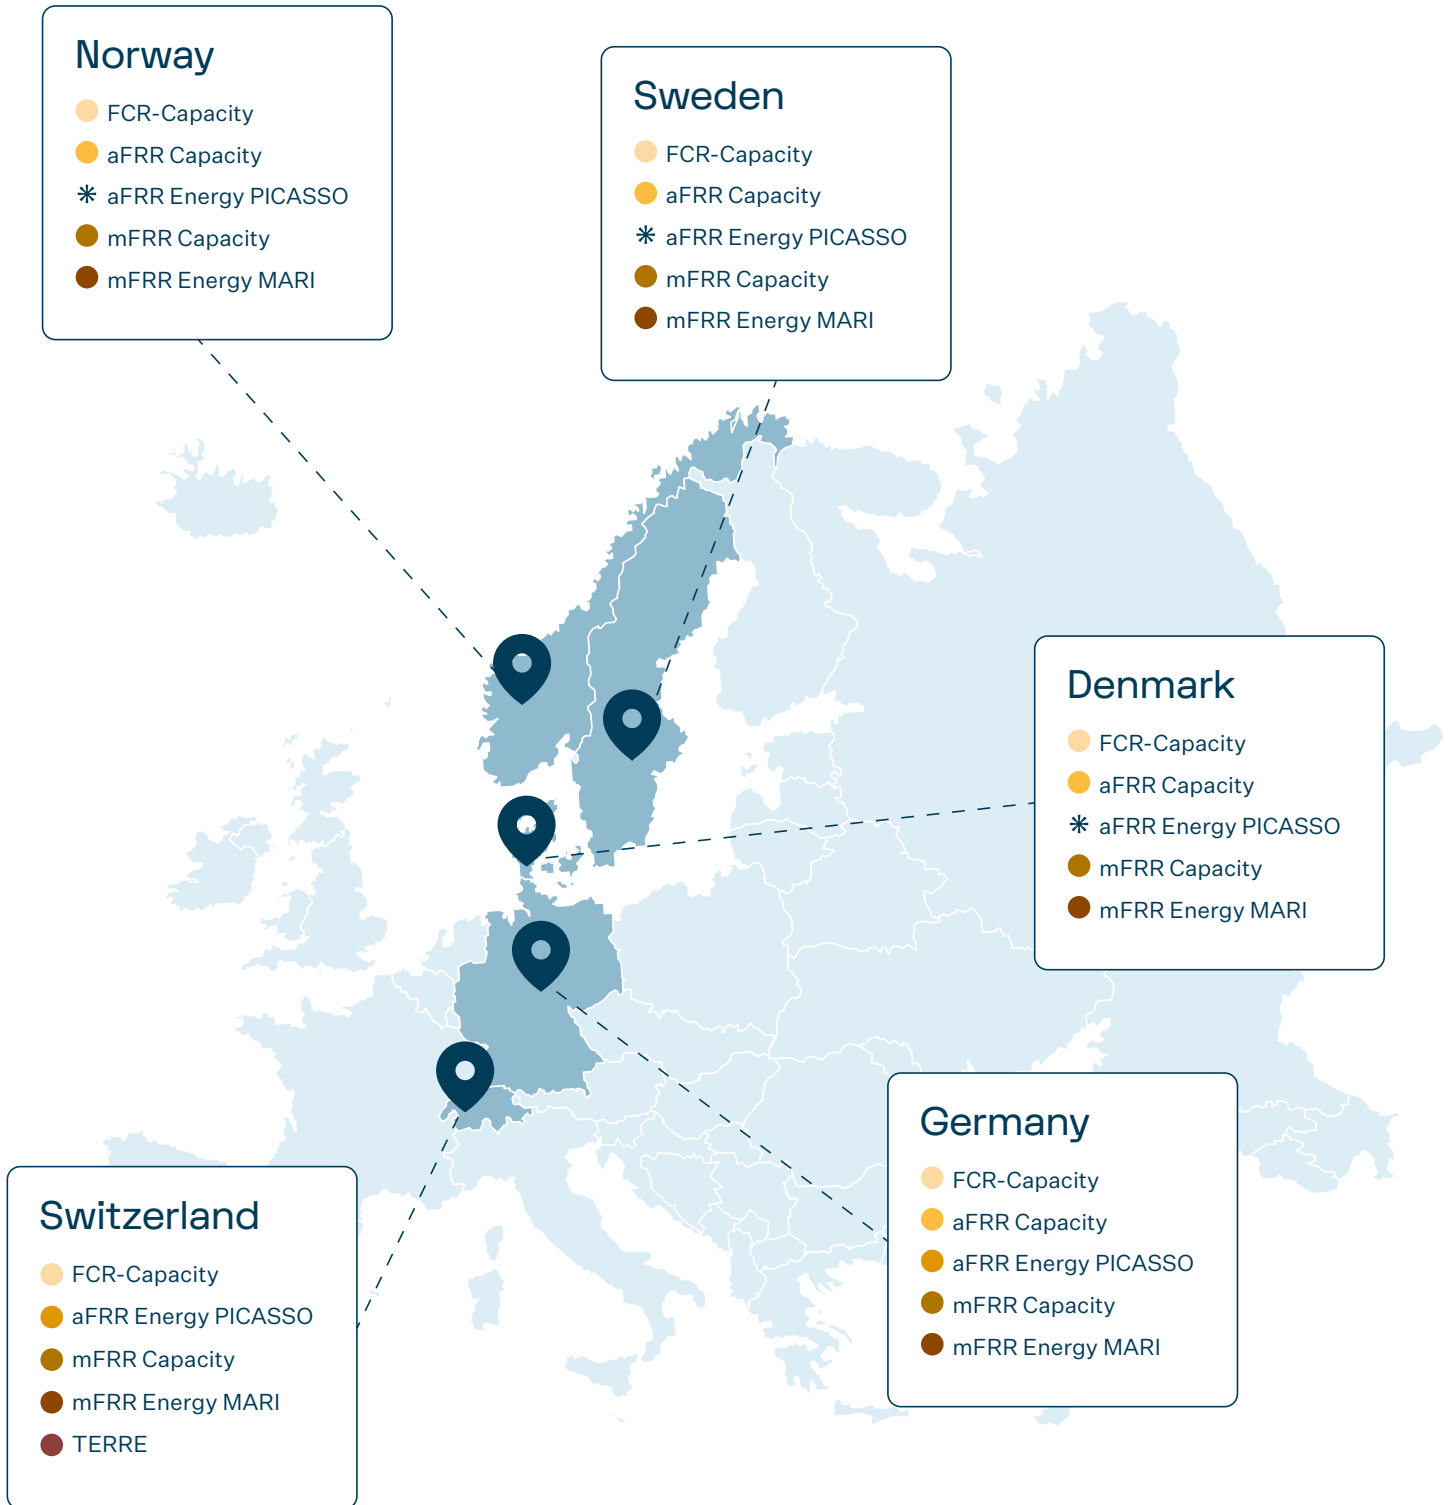 Norway
FCR-Capacity
aFRR Capacity
* aFRR Energy PICASSO
mFRR Capacity
mFRR Energy MARI
Sweden
FCR-Capacity
aFRR Capacity
* aFRR Energy PICASSO
mFRR Capacity
mFRR Energy MARI
Denmark
FCR-Capacity
aFRR Capacity
* aFRR Energy PICASSO
mFRR Capacity
mFRR Energy MARI
Germany
FCR-Capacity
aFRR Capacity
aFRR Energy PICASSO
mFRR Capacity
mFRR Energy MARI
Switzerland
FCR-Capacity
aFRR Energy PICASSO
mFRR Capacity
mFRR Energy MARI
TERRE